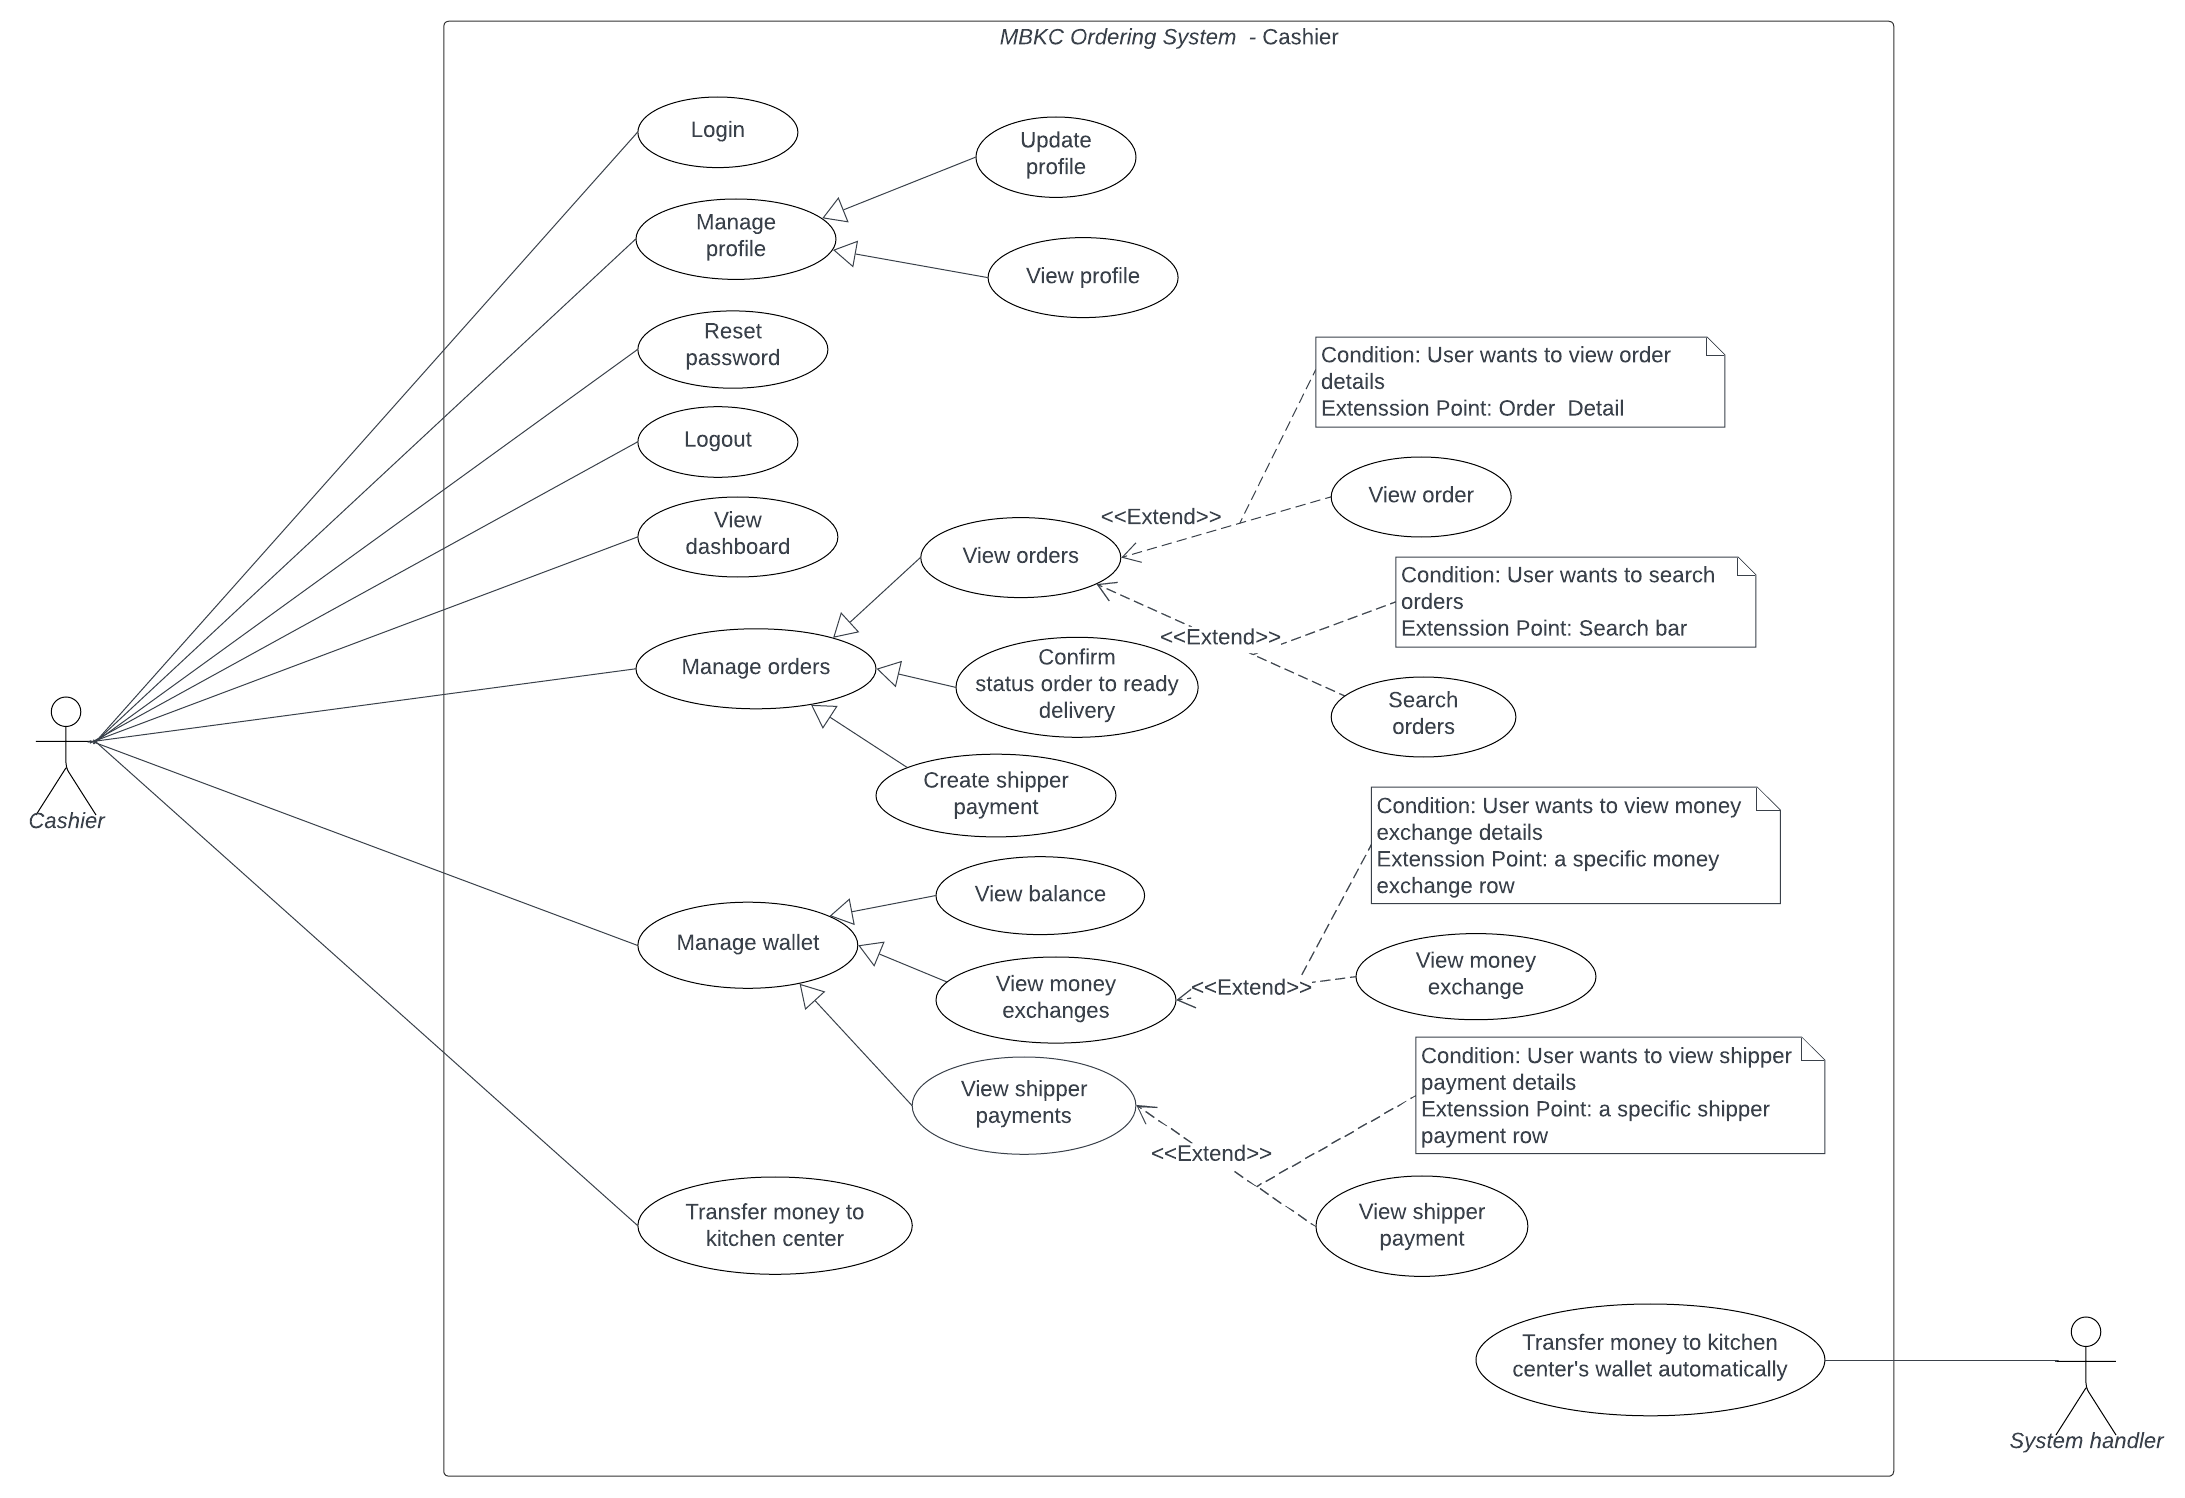 MBKC Ordering System  - Cashier
Login
Update
profile
Manage
profile
View profile
Reset
password
Condition: User wants to view order
details
Extenssion Point: Order  Detail
Logout
View order
<<Extend>>
View
dashboard
View orders
Condition: User wants to search
orders
Extenssion Point: Search bar
<<Extend>>
Manage orders
Confirm
status order to ready
delivery
Search
orders
Cashier
Create shipper
payment
Condition: User wants to view money
exchange details
Extenssion Point: a specific money
exchange row
View balance
Manage wallet
View money
exchanges
<<Extend>>
View money
exchange
View shipper
payments
Condition: User wants to view shipper
payment details
Extenssion Point: a specific shipper
payment row
<<Extend>>
Transfer money to
kitchen center
View shipper
payment
Transfer money to kitchen
center's wallet automatically
System handler